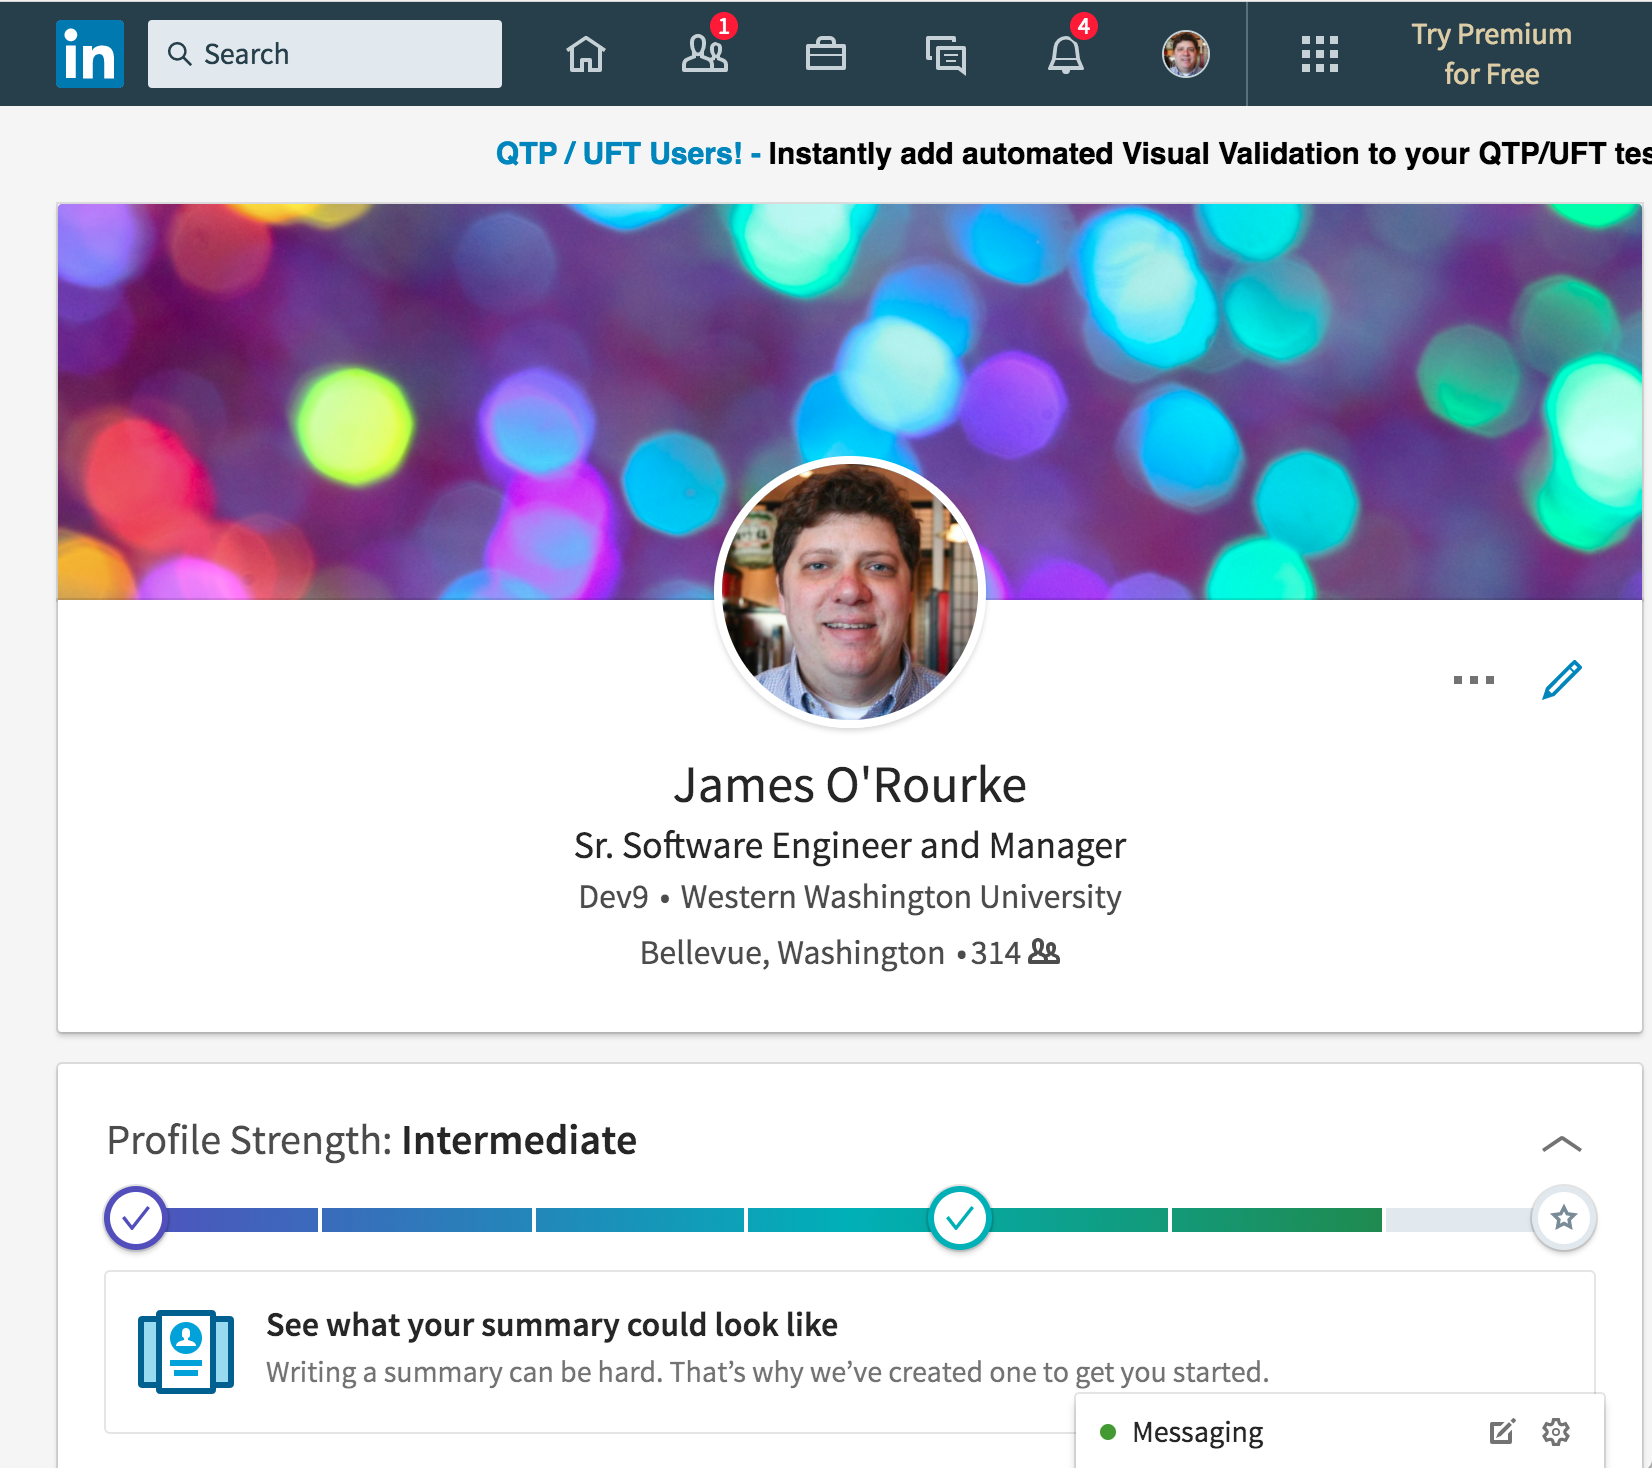 in
Search
1
4
Try Premium
for Free
QTP / UFT Users! - Instantly add automated Visual Validation to your QTP/UFT tes
James O'Rourke
Sr. Software Engineer and Manager
Dev9 • Western Washington University
Bellevue, Washington •314
Profile Strength: Intermediate
See what your summary could look like
Writing a summary can be hard. That’s why we’ve created one to get you started.
Messaging